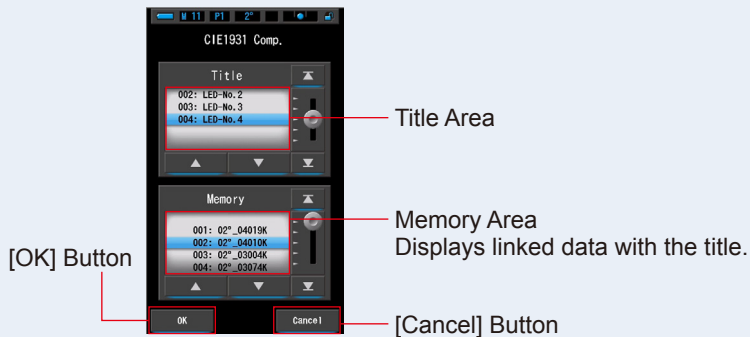 M 11 P1 2°
CIE1931 Comp.
Title
002: LED-No.2
003: LED-No.3
004: LED-No.4
Title Area
Memory
001: 02°_04019K
002: 02°_04010K
003: 02°_03004K
004: 02°_03074K
Memory Area
Displays linked data with the title.
[OK] Button
OK
Cancel
[Cancel] Button